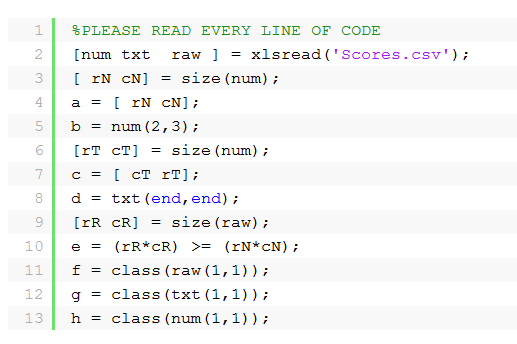 1 %PLEASE READ EVERY LINE OF CODE
2 [num txt  raw ] = xlsread('Scores.csv');
3 [ rN cN] = size(num);
4 a = [ rN cN];
5 b = num(2,3);
6 [rT cT] = size(num);
7 c = [ cT rT];
8 d = txt(end,end);
9 [rR cR] = size(raw);
10 e = (rR*cR) >= (rN*cN);
11 f = class(raw(1,1));
12 g = class(txt(1,1));
13 h = class(num(1,1));